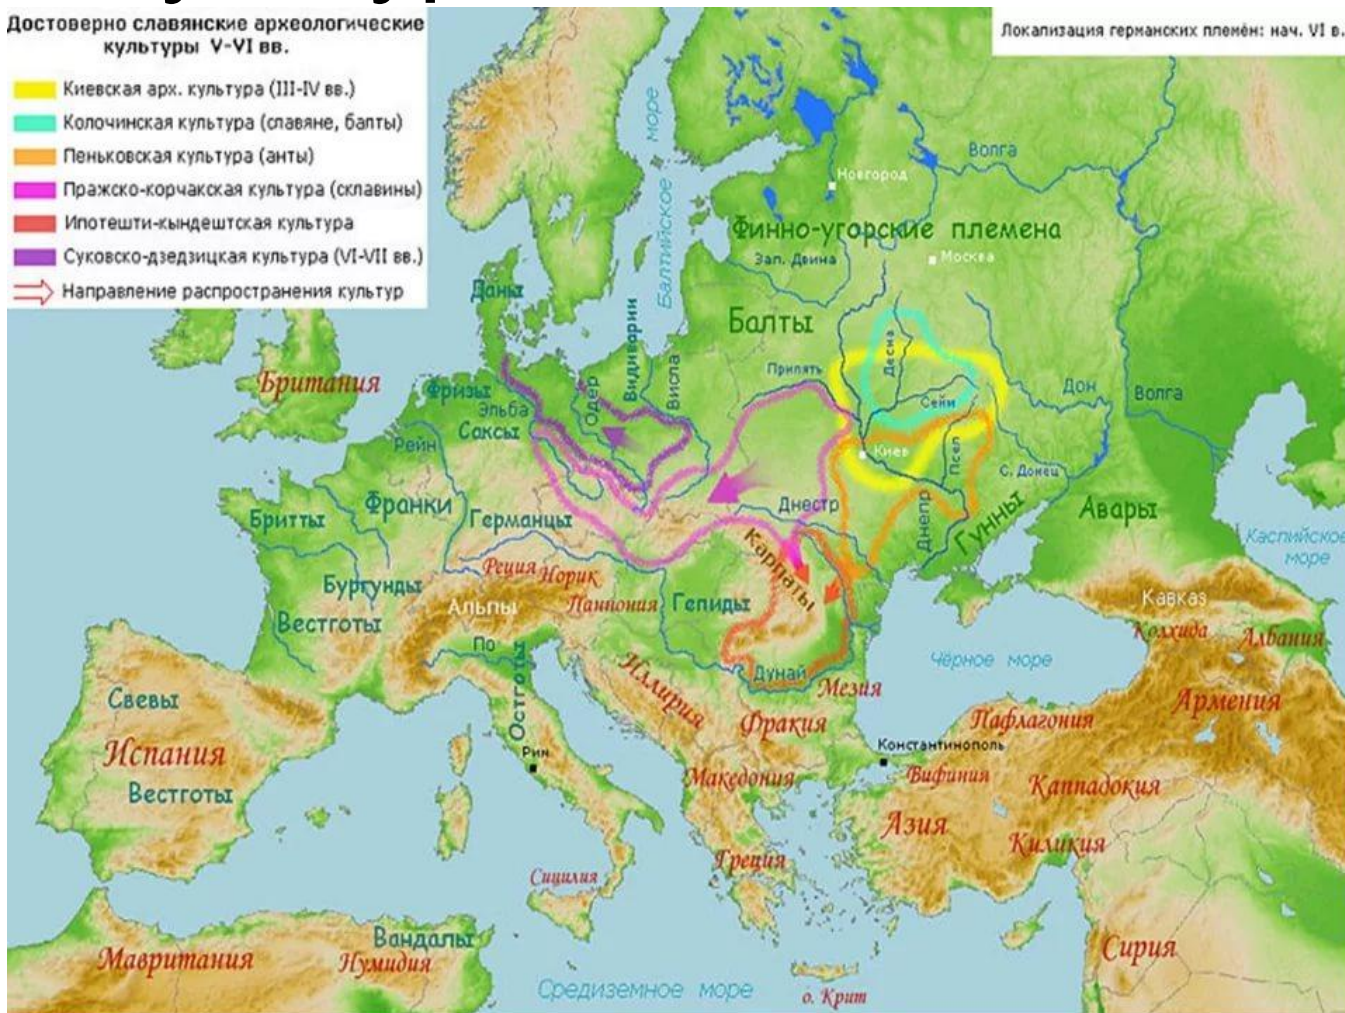 Достоверно славянские археологические
культуры V-VI вв.
Киевская арх. культура (III-IV вв.)
Колочинская культура (славяне, балты)
Пеньковская культура (анты)
Пражско-корчакская культура (склавины)
Ипотешти-кындештская культура
Суковско-дзедзицкая культура (VI-VII вв.)
Направление распространения культур
Локализация германских племён: нач. VI в.
Балтийское море
Волга
Новгород
Финно-угорские племена
Зап. Двина
Москва
Даны
Балты
Видиварии
Висла
Одер
Десна
Припять
Британия
Фризы
Эльба
Саксы
Рейн
Сейм
Дон
Волга
Киев
Псел
С. Донец
Франки
Бритты
Германцы
Днестр
Днепр
Гунны
Авары
Каспийское
море
Карпаты
Реция
Норик
Бургунды
Альпы
Паннония
Гепиды
Вестготы
По
Остготы
Кавказ
Колхида
Албания
Чёрное море
Иллирия
Дунай
Мезия
Свевы
Испания
Вестготы
Фракия
Пафлагония
Армения
Рим
Константинополь
Македония
Вифиния
Каппадокия
Азия
Киликия
Греция
Сицилия
Вандалы
Мавритания
Нумидия
Сирия
Средиземное море
о. Крит